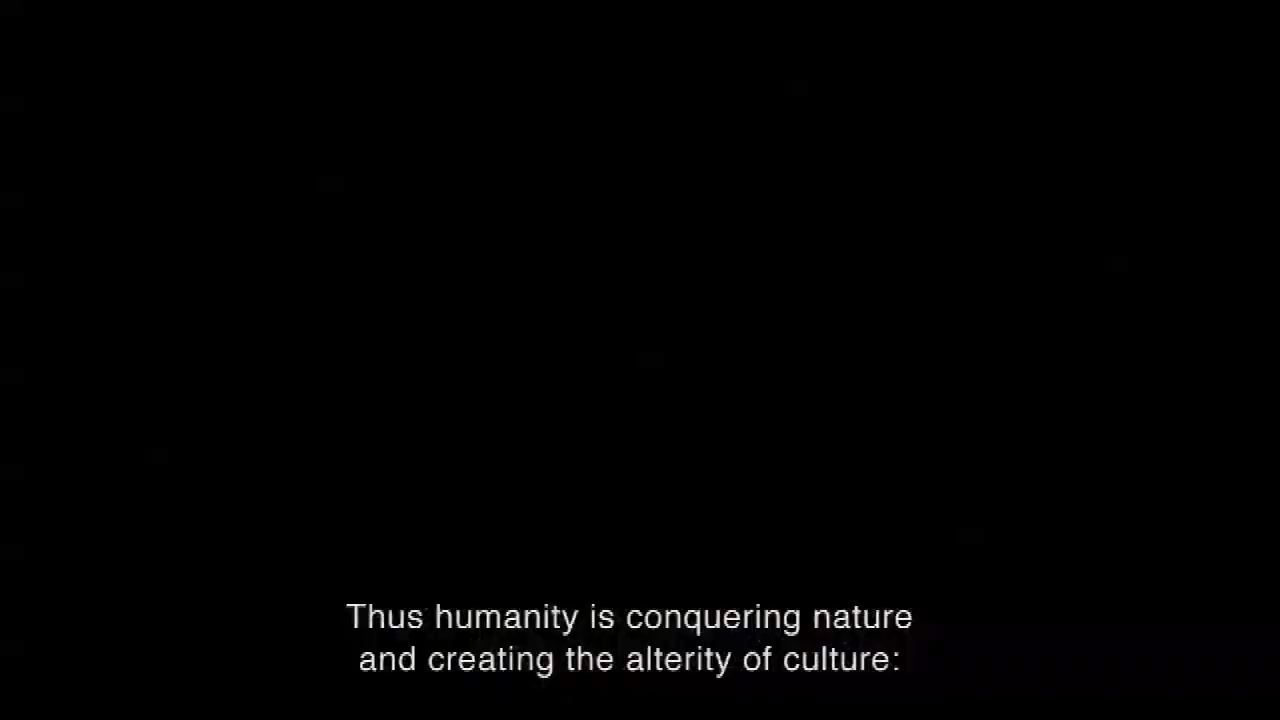 Thus humanity is conquering nature
and creating the alterity of culture: